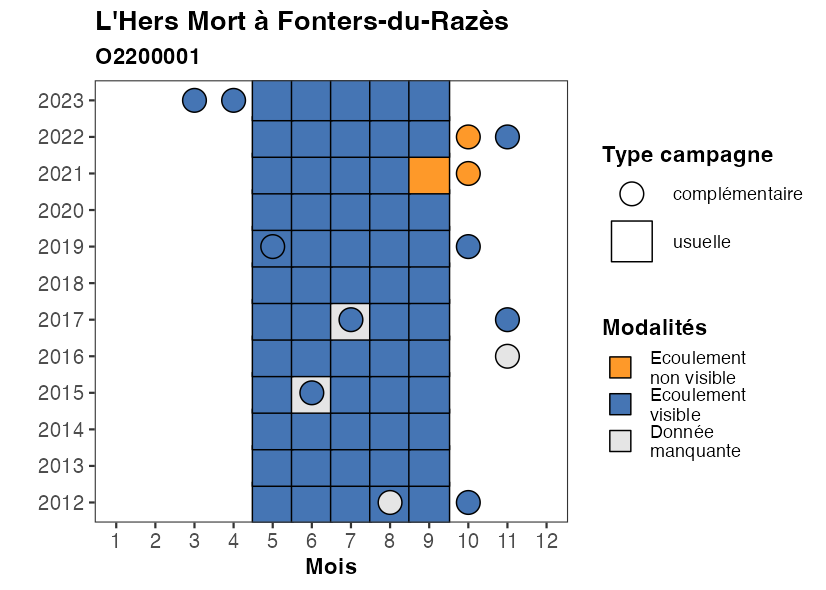 L'Hers Mort à Fonters-du-Razès
O2200001
2023
2022
2021
2020
2019
2018
2017
2016
2015
2014
2013
2012
1 2 3 4 5 6 7 8 9 10 11 12
Mois
Type campagne
complémentaire
usuelle
Modalités
Ecoulement
non visible
Ecoulement
visible
Donnée
manquante